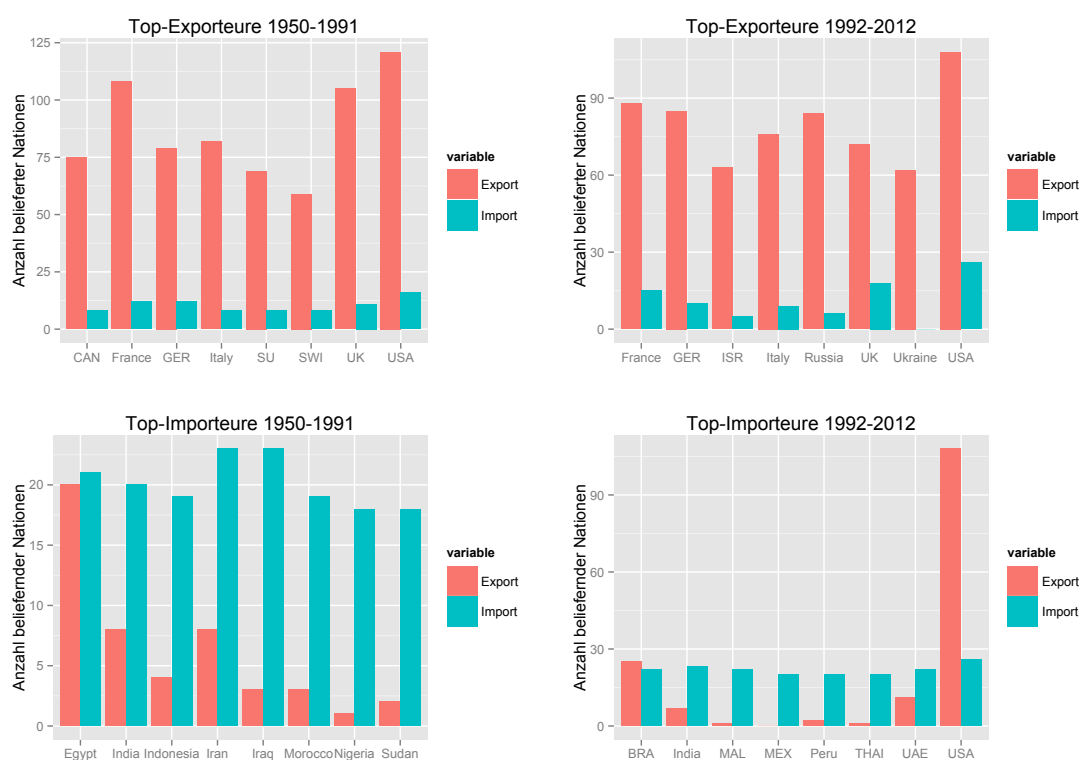 Top-Exporteure 1950-1991
Anzahl belieferter Nationen
125
100
75
50
25
0
CAN France GER Italy SU SWI UK USA
variable
Export
Import
Top-Exporteure 1992-2012
Anzahl belieferter Nationen
90
60
30
0
France GER ISR Italy Russia UK Ukraine USA
variable
Export
Import
Top-Importeure 1950-1991
Anzahl beliefernder Nationen
20
15
10
5
0
Egypt India Indonesia Iran Iraq Morocco Nigeria Sudan
variable
Export
Import
Top-Importeure 1992-2012
Anzahl beliefernder Nationen
90
60
30
0
BRA India MAL MEX Peru THAI UAE USA
variable
Export
Import